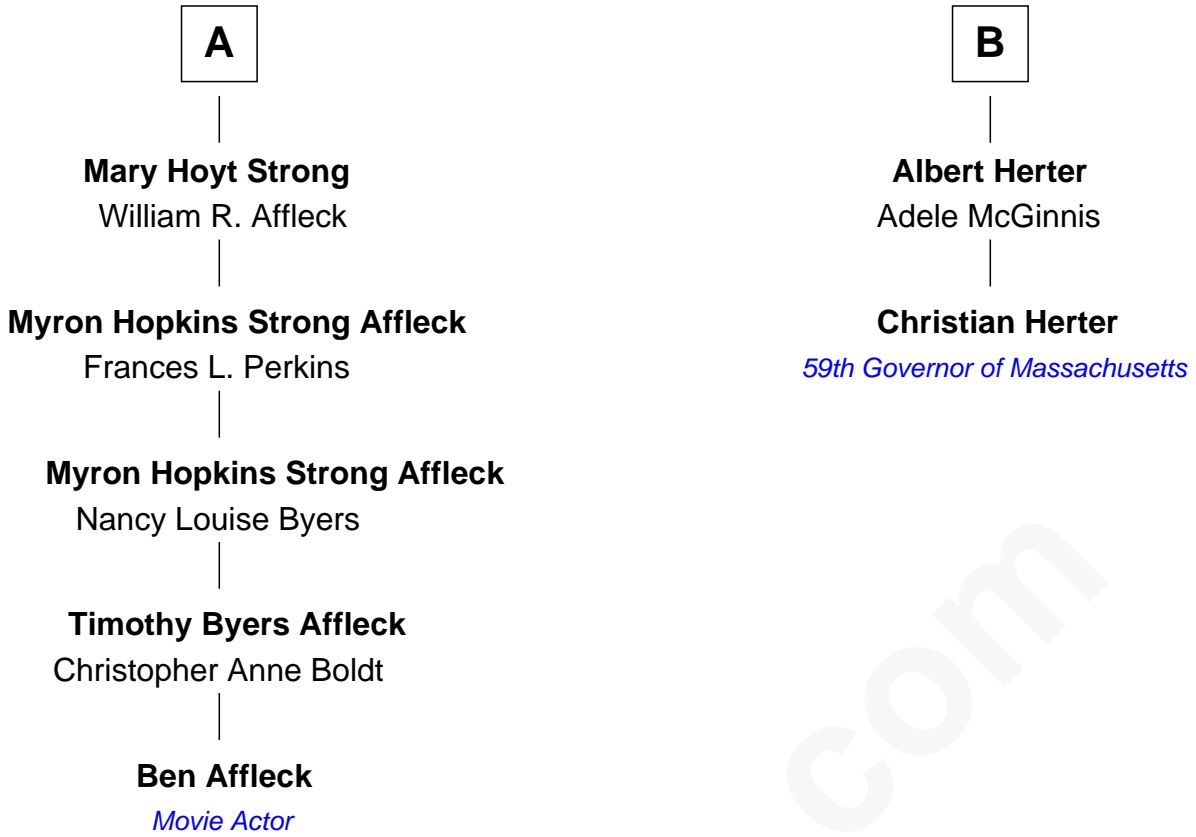 A
Mary Hoyt Strong
William R. Affleck
Myron Hopkins Strong Affleck
Frances L. Perkins
Myron Hopkins Strong Affleck
Nancy Louise Byers
Timothy Byers Affleck
Christopher Anne Boldt
Ben Affleck
Movie Actor
B
Albert Herter
Adele McGinnis
Christian Herter
59th Governor of Massachusetts
com